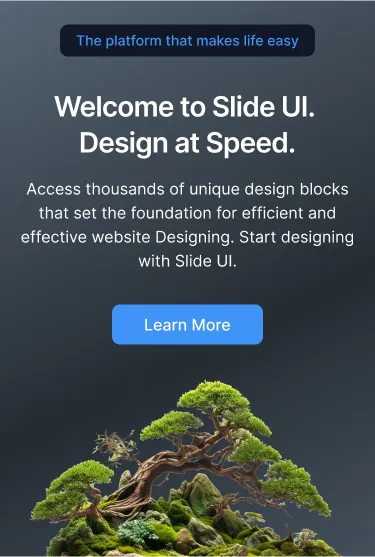 The platform that makes life easy
Welcome to Slide UI.
Design at Speed.
Access thousands of unique design blocks
that set the foundation for efficient and
effective website Designing. Start designing
with Slide UI.
Learn More